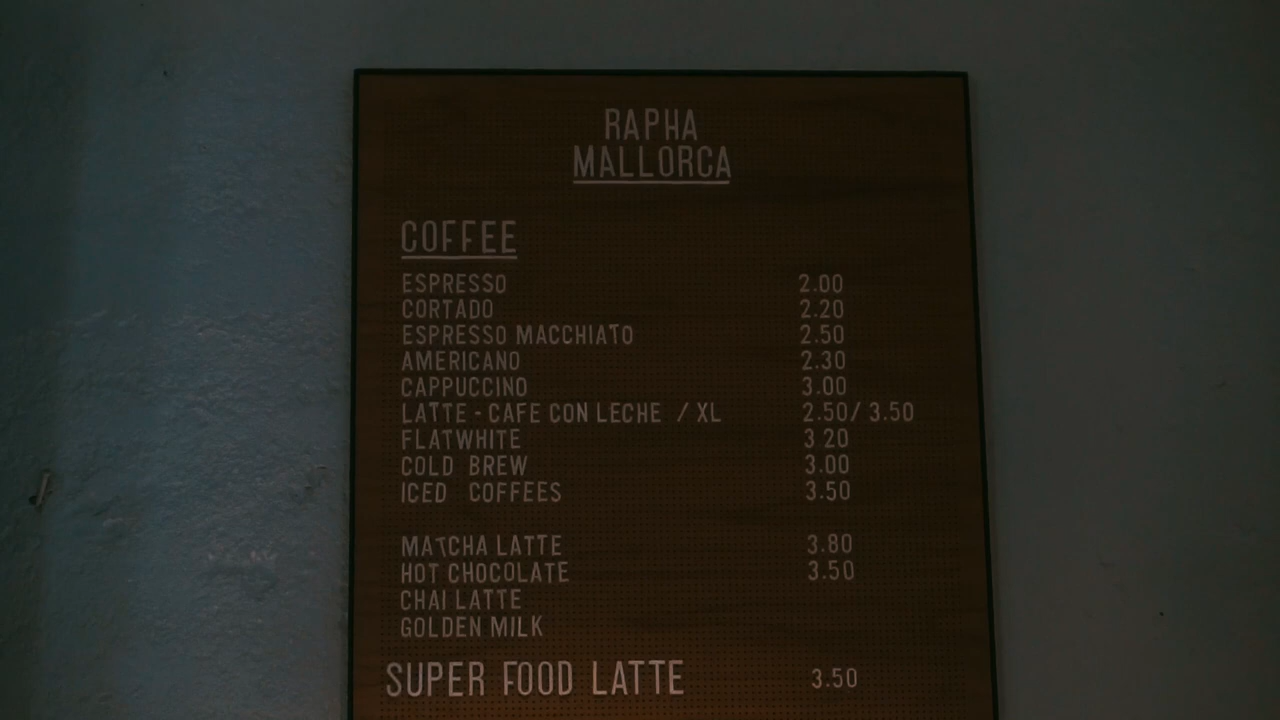 RAPHA
MALLORCA
COFFEE
ESPRESSO 2.00
CORTADO 2.20
ESPRESSO MACCHIATO 2.50
AMERICANO 2.30
CAPPUCCINO 3.00
LATTE - CAFE CON LECHE / XL 2.50/ 3.50
FLATWHITE 3 20
COLD BREW 3.00
ICED COFFEES 3.50
MATCHA LATTE 3.80
HOT CHOCOLATE 3.50
CHAI LATTE
GOLDEN MILK
SUPER FOOD LATTE 3.50